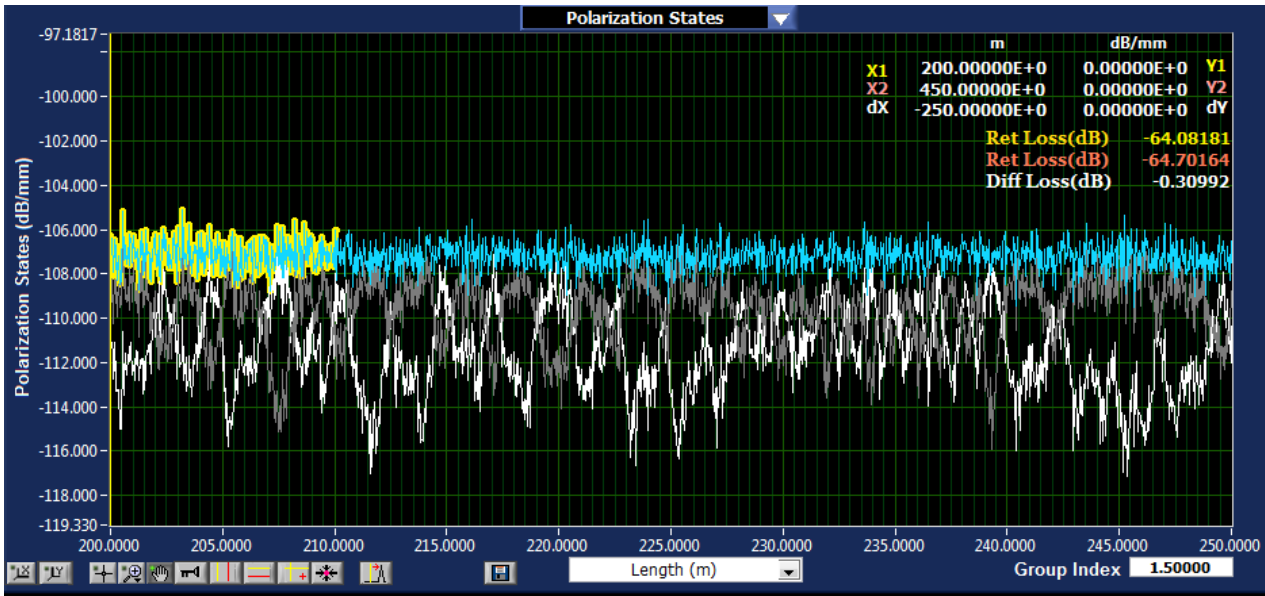 Polarization States
-97.1817
-100.000
-102.000
-104.000
-106.000
-108.000
-110.000
-112.000
-114.000
-116.000
-118.000
-119.330
Polarization States (dB/mm)
m dB/mm
X1 200.00000E+0 0.00000E+0 Y1
X2 450.00000E+0 0.00000E+0 Y2
dX -250.00000E+0 0.00000E+0 dY
Ret Loss(dB) -64.08181
Ret Loss(dB) -64.70164
Diff Loss(dB) -0.30992
200.0000 205.0000 210.0000 215.0000 220.0000 225.0000 230.0000 235.0000 240.0000 245.0000 250.0000
X Y Length (m) Group Index 1.50000